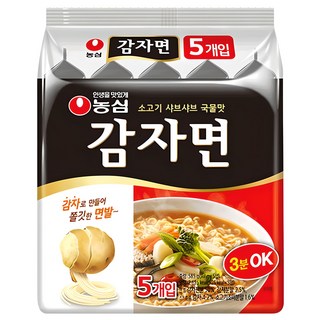 농심 감자면 5개입
인생을 맛있게
농심
소고기 샤브샤브 국물맛
감자면
감자로 만들어
쫄깃한 면발~
3분 OK
5개입